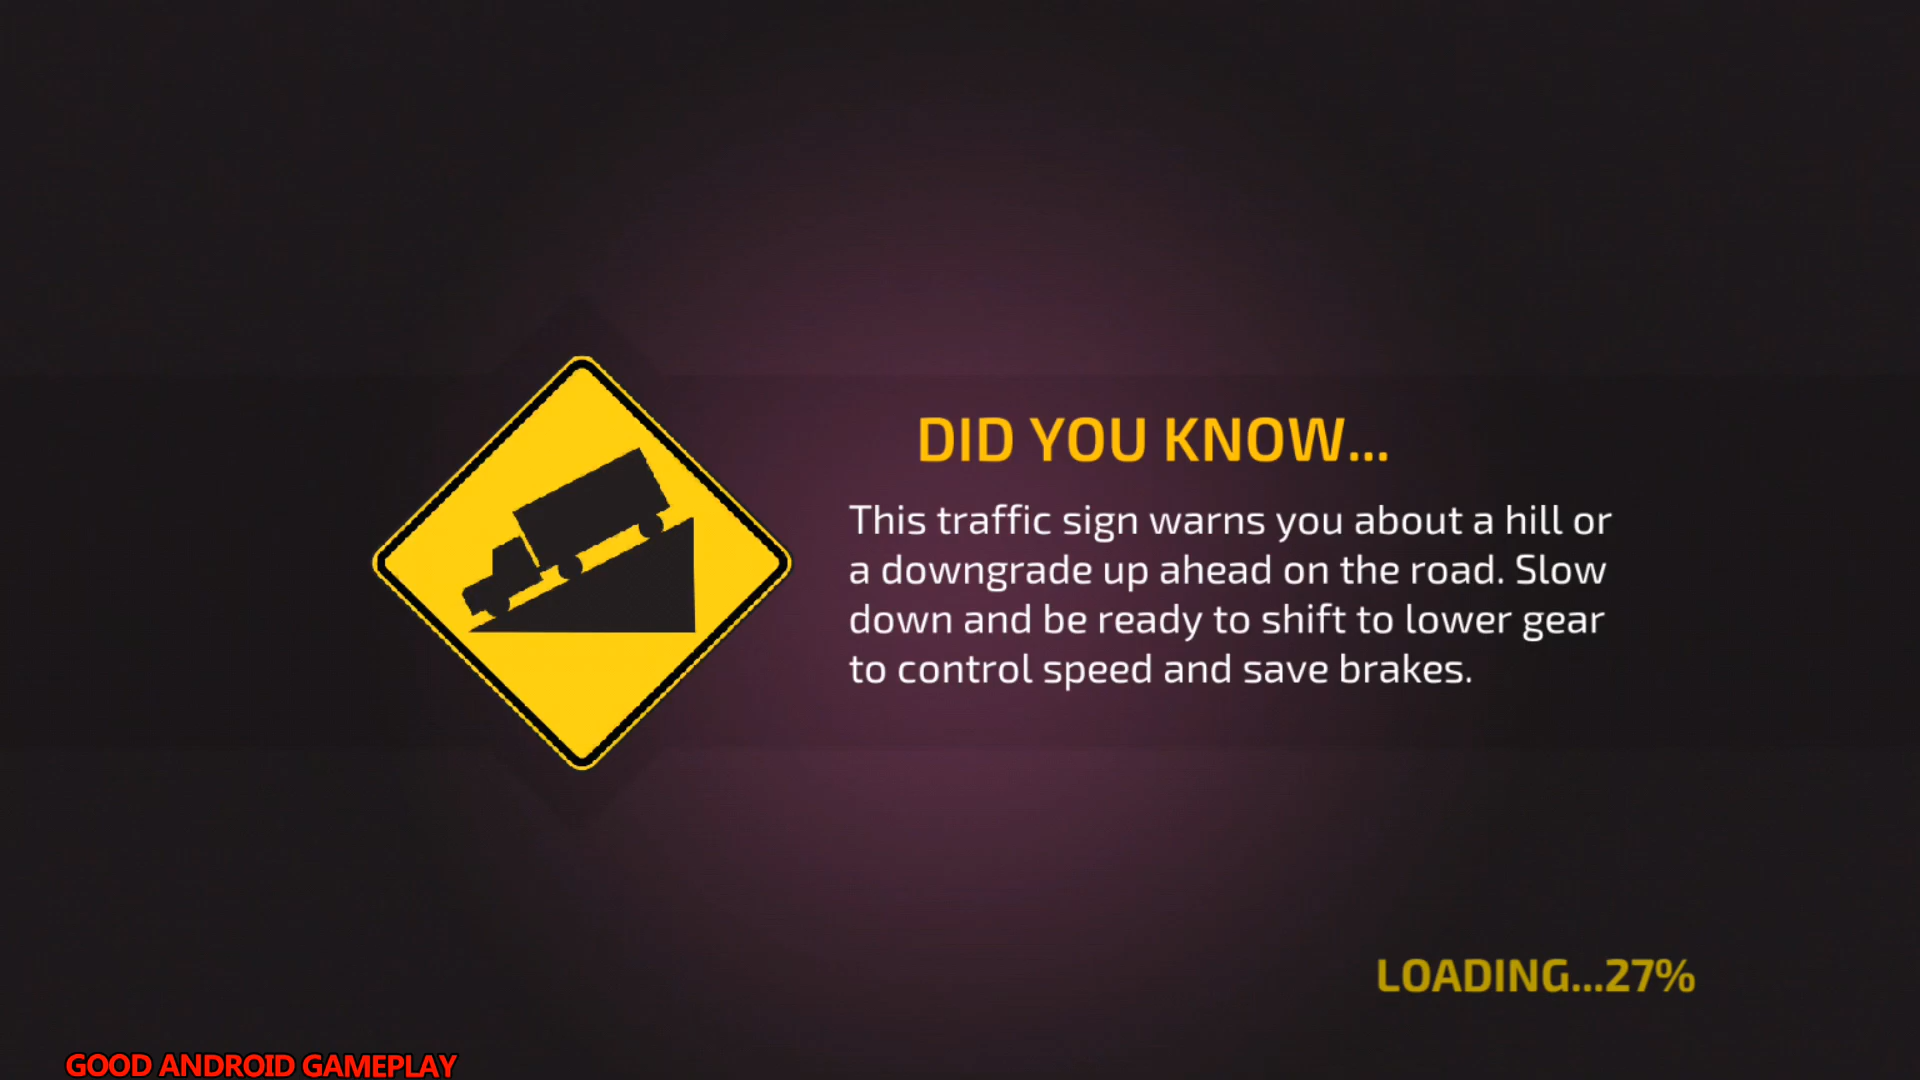 DID YOU KNOW...
This traffic sign warns you about a hill or
a downgrade up ahead on the road. Slow
down and be ready to shift to lower gear
to control speed and save brakes.
LOADING...27%
GOOD ANDROID GAMEPLAY